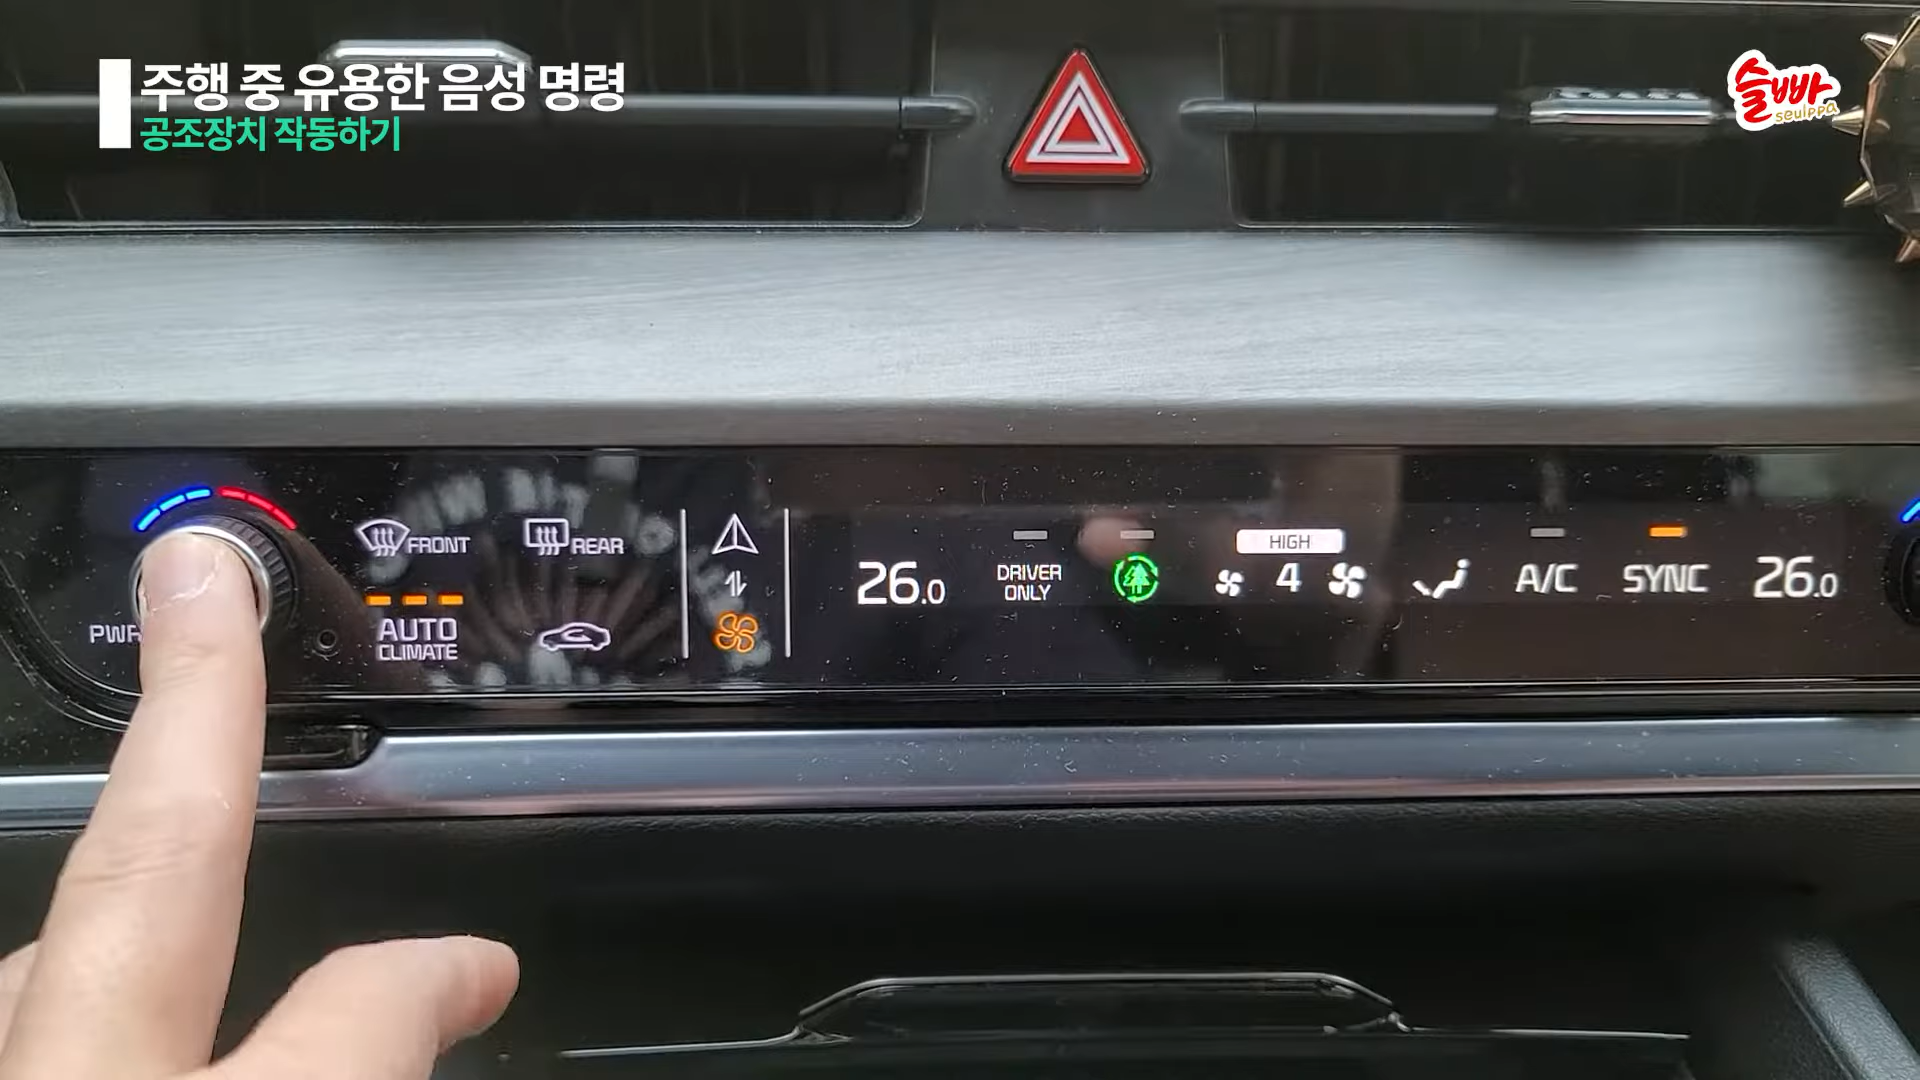 주행 중 유용한 음성 명령
공조장치 작동하기
슬빠
seulppa
FRONT
REAR
PWR
AUTO
CLIMATE
26.0
DRIVER
ONLY
HIGH
4
A/C
SYNC
26.0